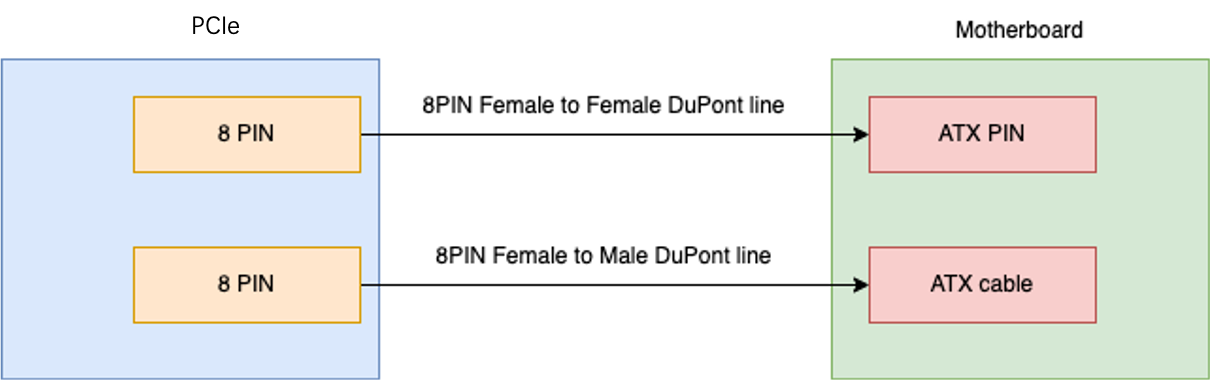 PCIe
Motherboard
8PIN Female to Female DuPont line
8 PIN
ATX PIN
8PIN Female to Male DuPont line
8 PIN
ATX cable